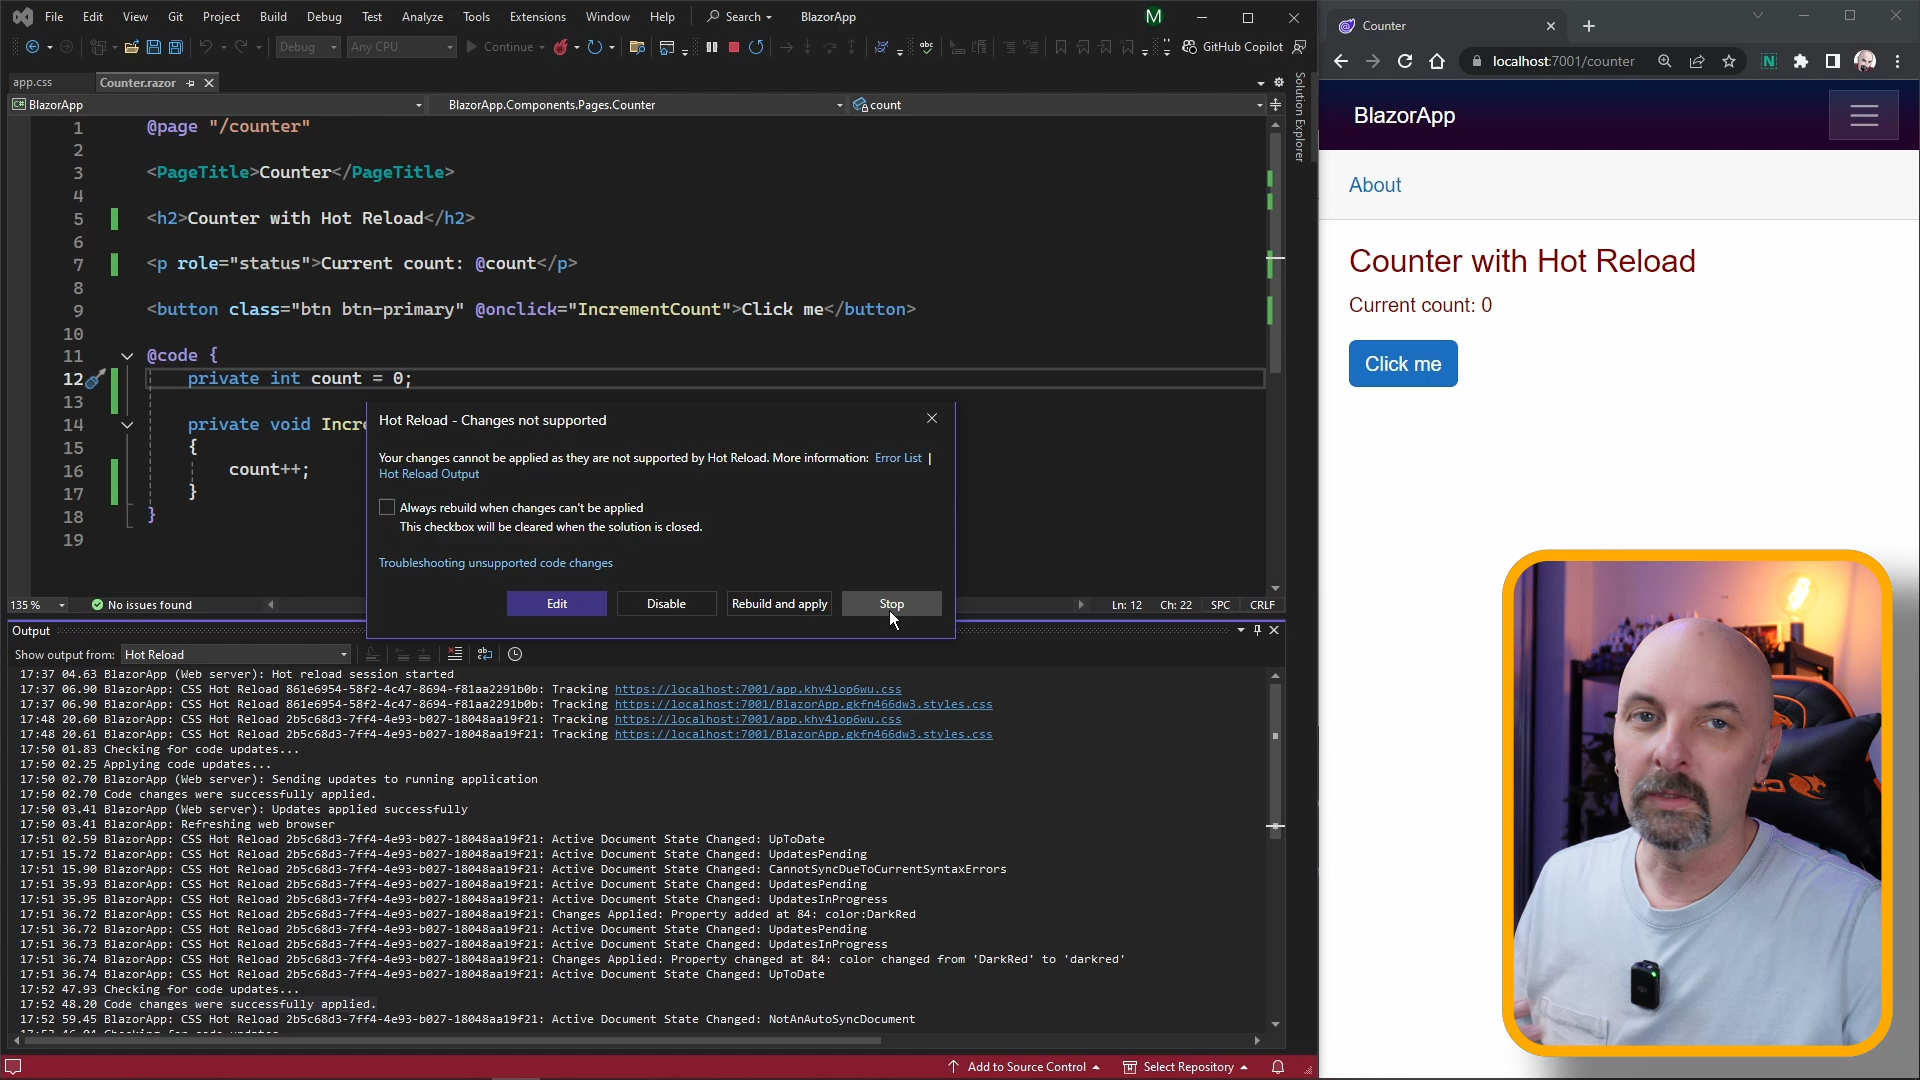 File Edit View Git Project Build Debug Test Analyze Tools Extensions Window Help Search BlazorApp M
Debug Any CPU Continue GitHub Copilot
app.css Counter.razor
BlazorApp BlazorApp.Components.Pages.Counter count
Solution Explorer
1 @page "/counter"
2
3 <PageTitle>Counter</PageTitle>
4
5 <h2>Counter with Hot Reload</h2>
6
7 <p role="status">Current count: @count</p>
8
9 <button class="btn btn-primary" @onclick="IncrementCount">Click me</button>
10
11 @code {
12 private int count = 0;
13
14 private void Incre
15 {
16 count++;
17 }
18 }
19
Hot Reload - Changes not supported
Your changes cannot be applied as they are not supported by Hot Reload. More information: Error List |
Hot Reload Output
Always rebuild when changes can't be applied
This checkbox will be cleared when the solution is closed.
Troubleshooting unsupported code changes
Edit Disable Rebuild and apply Stop
135 % No issues found Ln: 12 Ch: 22 SPC CRLF
Output
Show output from: Hot Reload
17:37 04.63 BlazorApp (Web server): Hot reload session started
17:37 06.90 BlazorApp: CSS Hot Reload 861e6954-58f2-4c47-8694-f81aa2291b0b: Tracking https://localhost:7001/app.khy4lop6wu.css
17:37 06.90 BlazorApp: CSS Hot Reload 861e6954-58f2-4c47-8694-f81aa2291b0b: Tracking https://localhost:7001/BlazorApp.gkfn466dw3.styles.css
17:48 20.60 BlazorApp: CSS Hot Reload 2b5c68d3-7ff4-4e93-b027-18048aa19f21: Tracking https://localhost:7001/app.khy4lop6wu.css
17:48 20.61 BlazorApp: CSS Hot Reload 2b5c68d3-7ff4-4e93-b027-18048aa19f21: Tracking https://localhost:7001/BlazorApp.gkfn466dw3.styles.css
17:50 01.83 Checking for code updates...
17:50 02.25 Applying code updates...
17:50 02.70 BlazorApp (Web server): Sending updates to running application
17:50 02.70 Code changes were successfully applied.
17:50 03.41 BlazorApp (Web server): Updates applied successfully
17:50 03.41 BlazorApp: Refreshing web browser
17:51 02.59 BlazorApp: CSS Hot Reload 2b5c68d3-7ff4-4e93-b027-18048aa19f21: Active Document State Changed: UpToDate
17:51 15.72 BlazorApp: CSS Hot Reload 2b5c68d3-7ff4-4e93-b027-18048aa19f21: Active Document State Changed: UpdatesPending
17:51 15.90 BlazorApp: CSS Hot Reload 2b5c68d3-7ff4-4e93-b027-18048aa19f21: Active Document State Changed: CannotSyncDueToCurrentSyntaxErrors
17:51 35.93 BlazorApp: CSS Hot Reload 2b5c68d3-7ff4-4e93-b027-18048aa19f21: Active Document State Changed: UpdatesPending
17:51 35.95 BlazorApp: CSS Hot Reload 2b5c68d3-7ff4-4e93-b027-18048aa19f21: Active Document State Changed: UpdatesInProgress
17:51 36.72 BlazorApp: CSS Hot Reload 2b5c68d3-7ff4-4e93-b027-18048aa19f21: Changes Applied: Property added at 84: color:DarkRed
17:51 36.72 BlazorApp: CSS Hot Reload 2b5c68d3-7ff4-4e93-b027-18048aa19f21: Active Document State Changed: UpdatesPending
17:51 36.73 BlazorApp: CSS Hot Reload 2b5c68d3-7ff4-4e93-b027-18048aa19f21: Active Document State Changed: UpdatesInProgress
17:51 36.74 BlazorApp: CSS Hot Reload 2b5c68d3-7ff4-4e93-b027-18048aa19f21: Changes Applied: Property changed at 84: color changed from 'DarkRed' to 'darkred'
17:51 36.74 BlazorApp: CSS Hot Reload 2b5c68d3-7ff4-4e93-b027-18048aa19f21: Active Document State Changed: UpToDate
17:52 47.93 Checking for code updates...
17:52 48.20 Code changes were successfully applied.
17:52 59.45 BlazorApp: CSS Hot Reload 2b5c68d3-7ff4-4e93-b027-18048aa19f21: Active Document State Changed: NotAnAutoSyncDocument
Add to Source Control Select Repository
Counter
localhost:7001/counter
BlazorApp
About
Counter with Hot Reload
Current count: 0
Click me